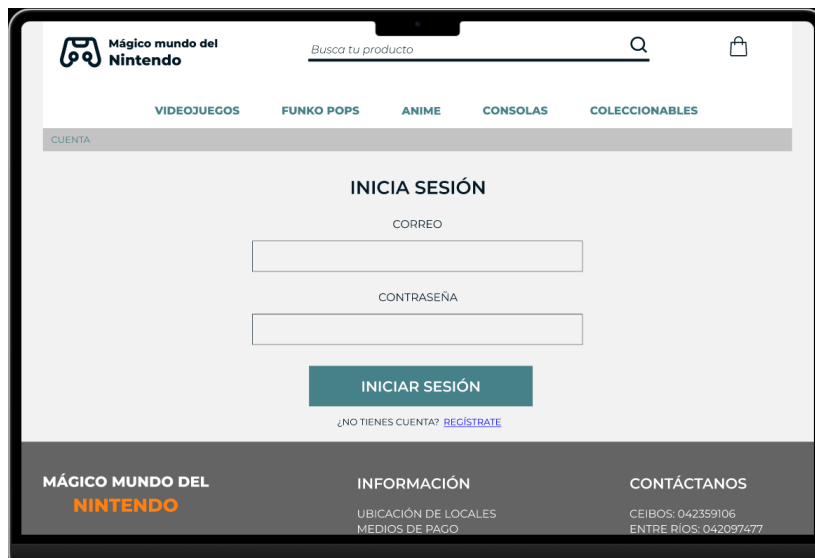 Mágico mundo del
Nintendo
Busca tu producto
VIDEOJUEGOS FUNKO POPS ANIME CONSOLAS COLECCIONABLES
CUENTA
INICIA SESIÓN
CORREO
CONTRASEÑA
INICIAR SESIÓN
¿NO TIENES CUENTA? REGÍSTRATE
MÁGICO MUNDO DEL
NINTENDO
INFORMACIÓN
UBICACIÓN DE LOCALES
MEDIOS DE PAGO
CONTÁCTANOS
CEIBOS: 042359106
ENTRE RÍOS: 042097477